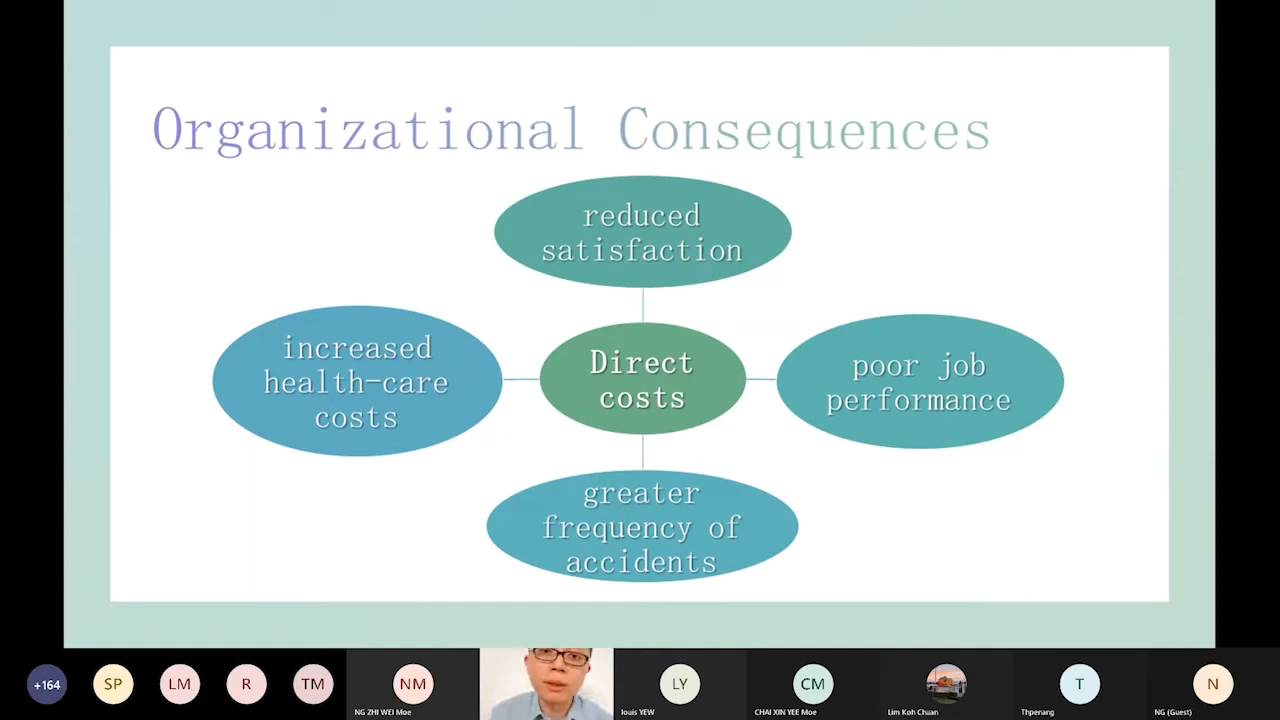 Organizational Consequences
reduced
satisfaction
increased
health-care
costs
Direct
costs
poor job
performance
greater
frequency of
accidents
+164
SP
LM
R
TM
NM
NG ZHI WEI Moe
LY
louis YEW
CM
CHAI XIN YEE Moe
Lim Koh Chuan
T
Thpenang
N
NG (Guest)